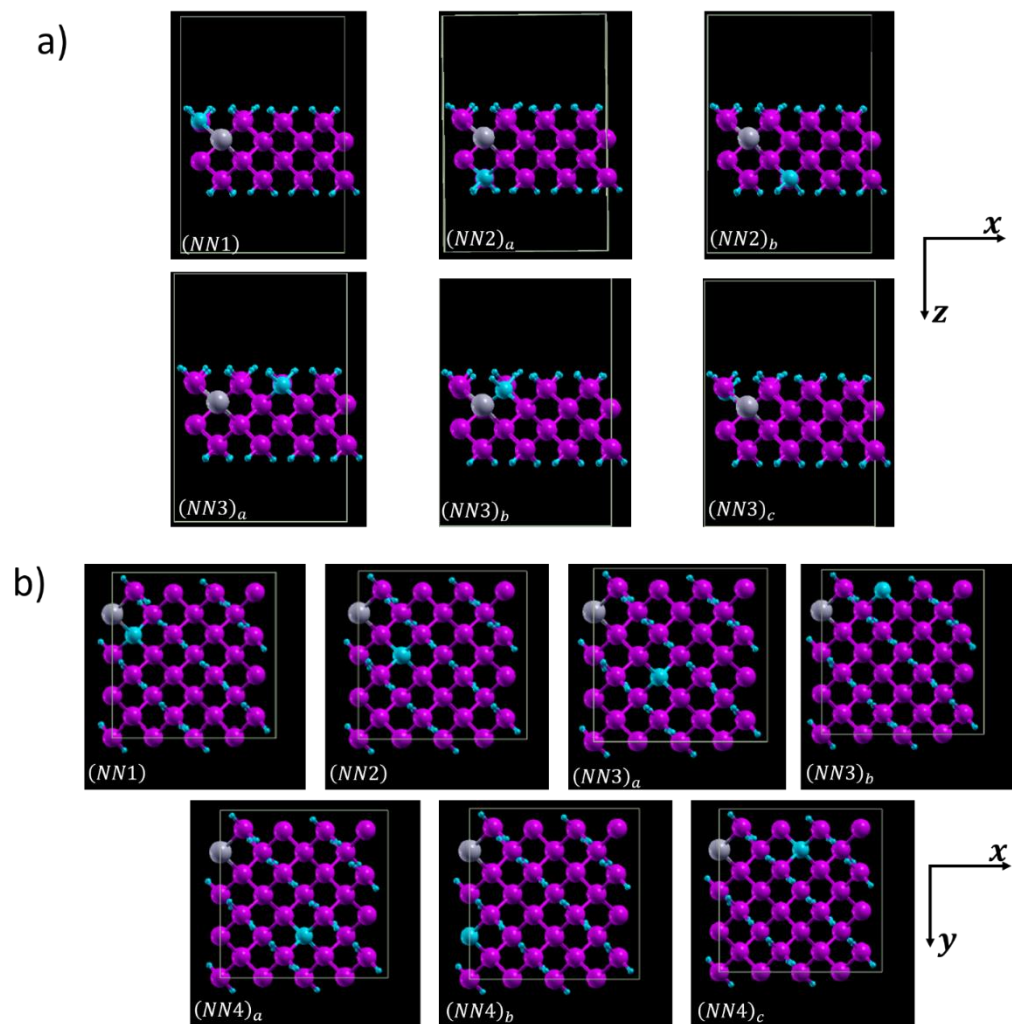 a)
(NN1)
(NN2)a
(NN2)b
x
z
(NN3)a
(NN3)b
(NN3)c
b)
(NN1)
(NN2)
(NN3)a
(NN3)b
x
y
(NN4)a
(NN4)b
(NN4)c